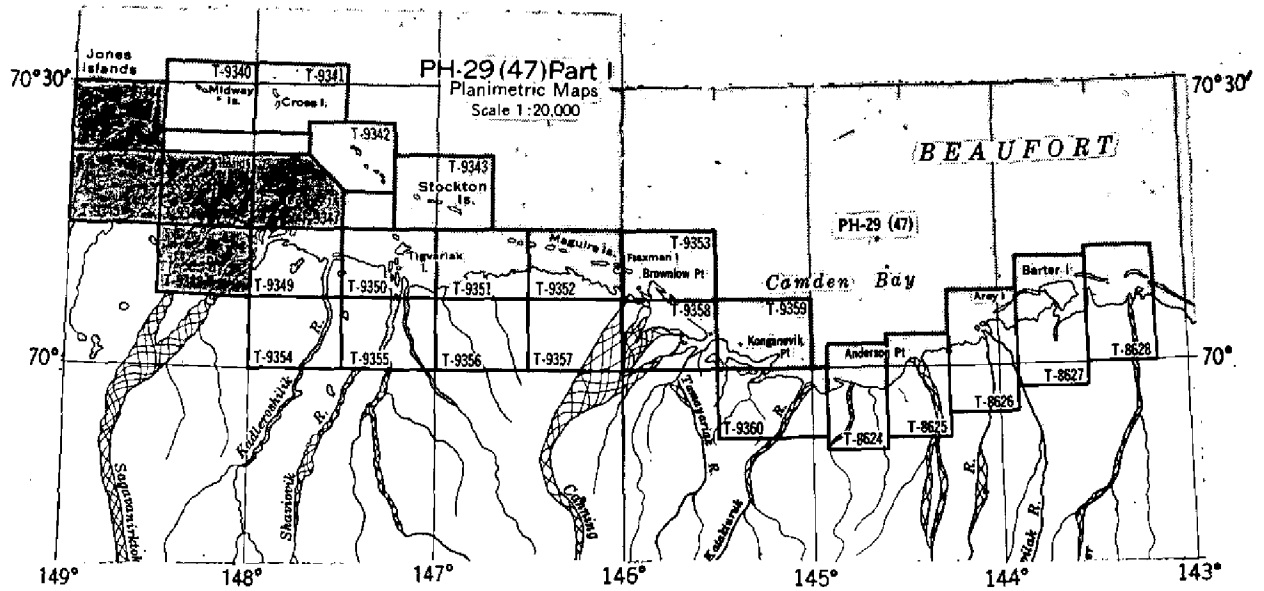 Jones
Islands
70°30′
T-9340
T-9341
Midway
Is.
Cross I.
PH-29 (47) Part I
Planimetric Maps
Scale 1:20,000
70°30′
T-9342
T-9343
Stockton
Is.
BEAUFORT
PH-29 (47)
Maguire Is.
T-9353
Flaxman I
Brownlow Pt
Camden Bay
Barter I
T-9349
T-9350
T-9351
T-9352
T-9358
T-9359
Arey I
Konganevik
Pt
Anderson Pt
70°
70°
T-9354
T-9355
T-9356
T-9357
T-8628
T-8627
T-8626
T-9360
T-8624
T-8625
Kadleroshilik R.
Shaviovik R.
Sagavanirktok
Canning
Tamayariak R.
Katakturuk R.
R.
R.
er
149°
148°
147°
146°
145°
144°
143°